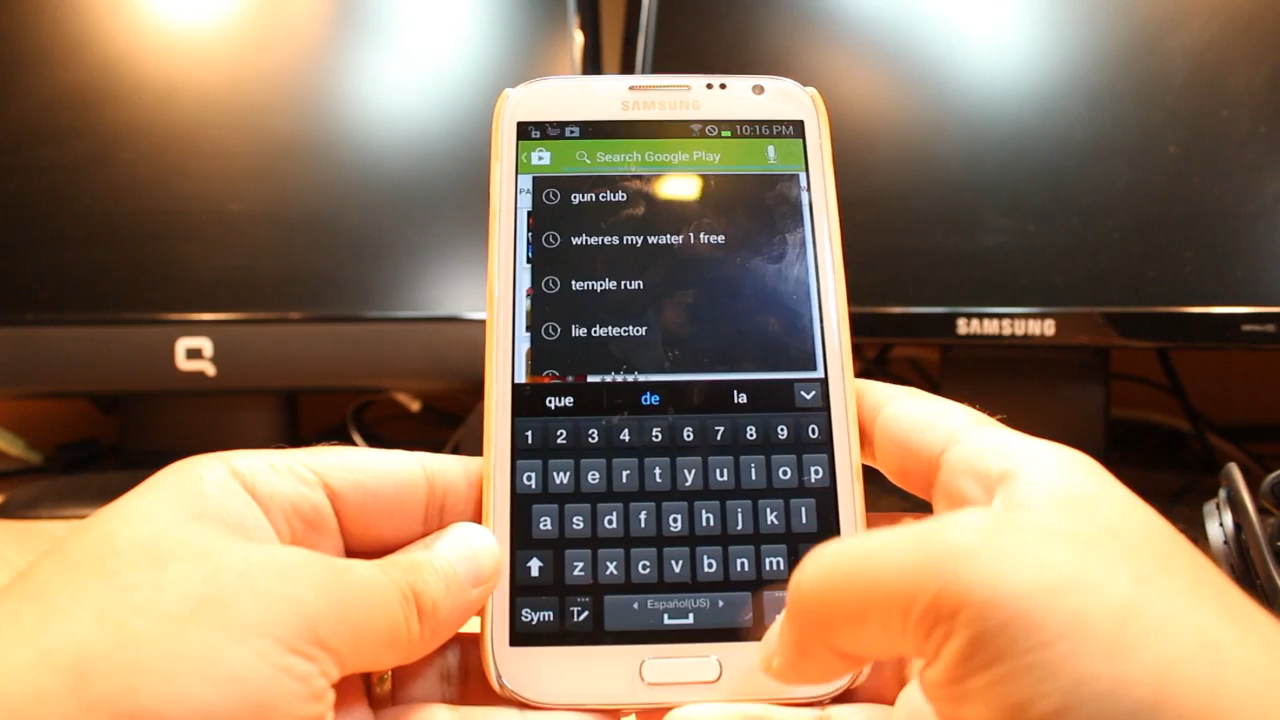 SAMSUNG
10:16 PM
Search Google Play
PA
gun club
wheres my water 1 free
temple run
lie detector
SAMSUNG
que de la
1 2 3 4 5 6 7 8 9 0
q w e r t y u i o p
a s d f g h j k l
z x c v b n m
Sym T Español(US)